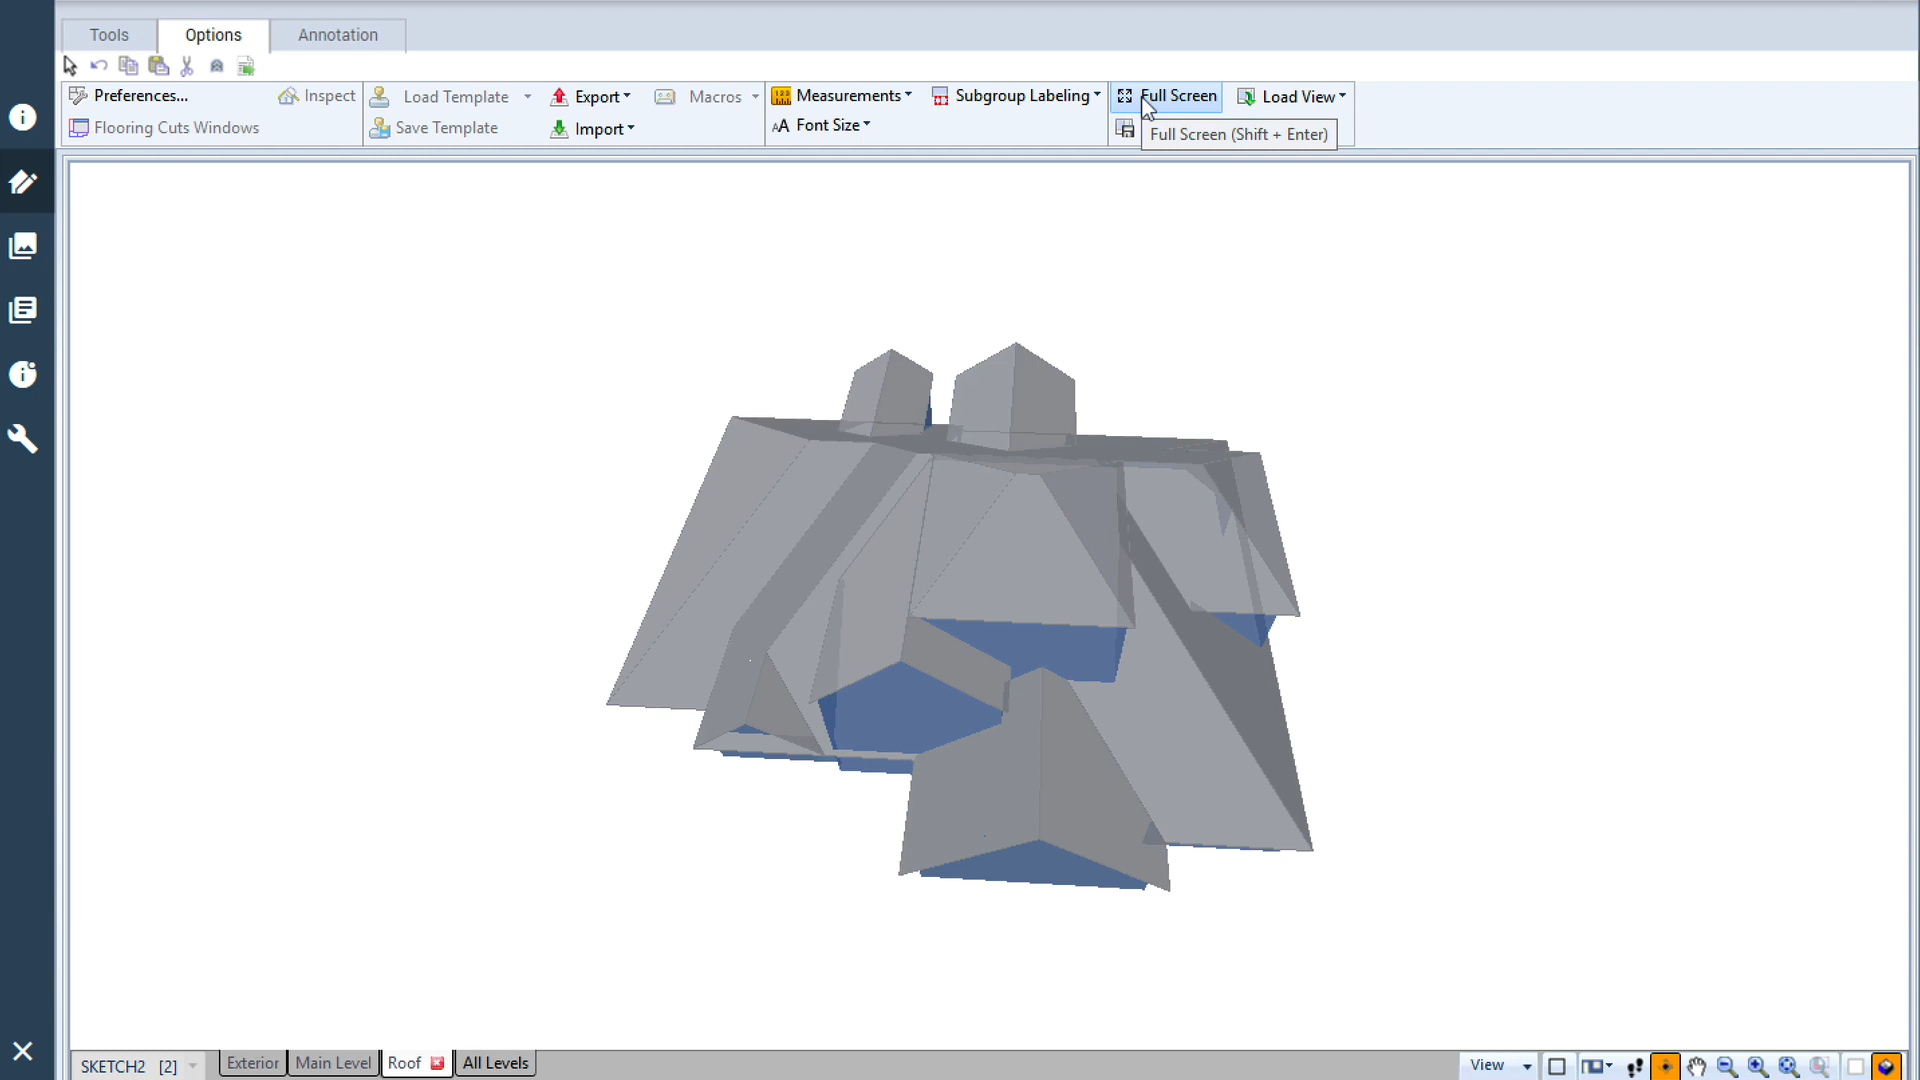 Tools Options Annotation
Preferences... Inspect Load Template Export Macros Measurements Subgroup Labeling Full Screen Load View
Flooring Cuts Windows Save Template Import AA Font Size Full Screen (Shift + Enter)
SKETCH2 [2] Exterior Main Level Roof All Levels View